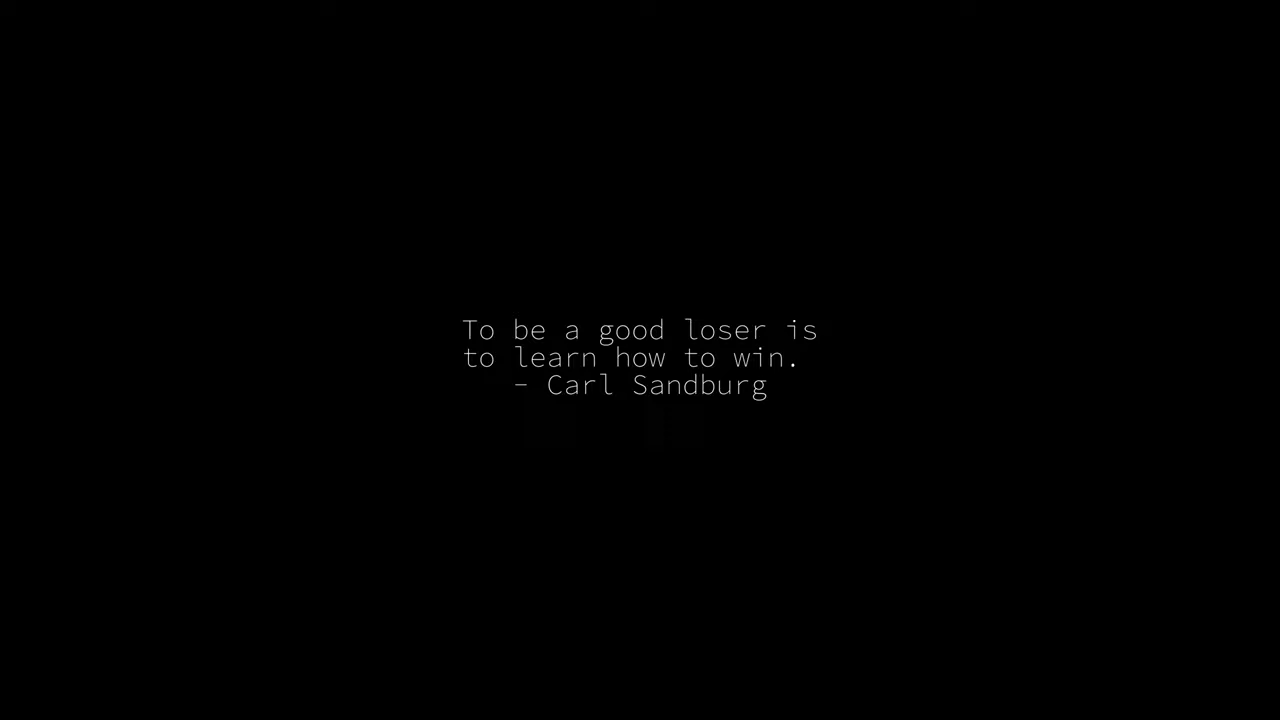 To be a good loser is
to learn how to win.
- Carl Sandburg